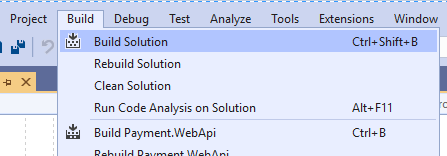 Project Build Debug Test Analyze Tools Extensions Window
Build Solution Ctrl+Shift+B
Rebuild Solution
Clean Solution
Run Code Analysis on Solution Alt+F11
Build Payment.WebApi Ctrl+B
Rebuild Payment.WebApi